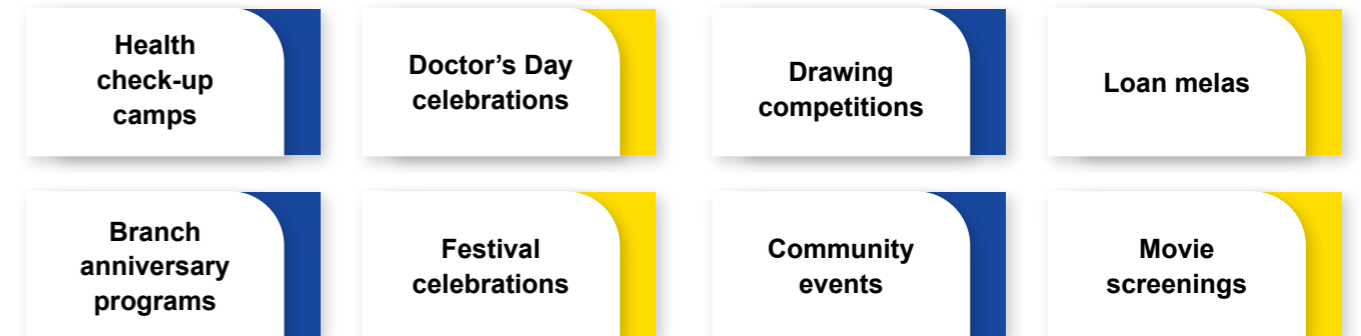 Health
check-up
camps
Doctor’s Day
celebrations
Drawing
competitions
Loan melas
Branch
anniversary
programs
Festival
celebrations
Community
events
Movie
screenings